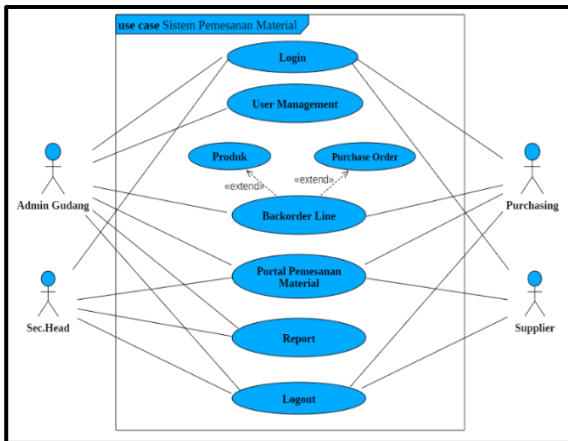 use case Sistem Pemesanan Material
Login
User Management
Produk
Purchase Order
«extend»
«extend»
Admin Gudang
Backorder Line
Purchasing
Portal Pemesanan
Material
Sec.Head
Report
Supplier
Logout